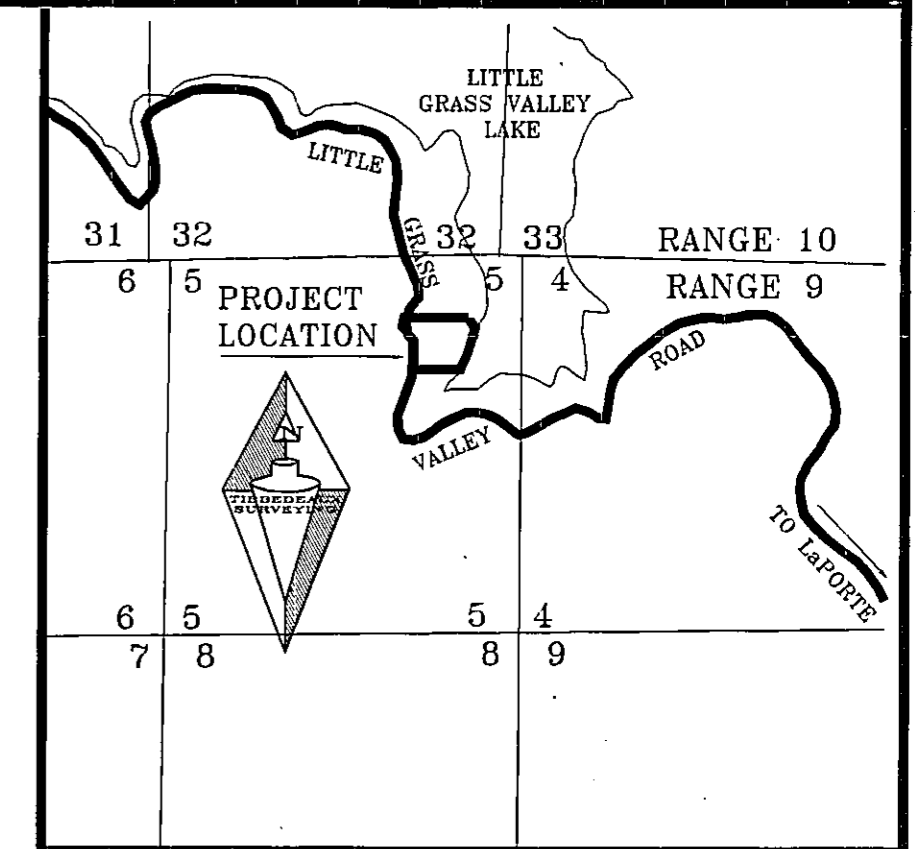 LITTLE
GRASS VALLEY
LAKE
LITTLE
GRASS
31 32
32 33
RANGE 10
6 5
5 4
RANGE 9
PROJECT
LOCATION
ROAD
VALLEY
N
TIBBEDEAUX
SURVEYING
TO LaPORTE
6 5
5 4
7 8
8 9